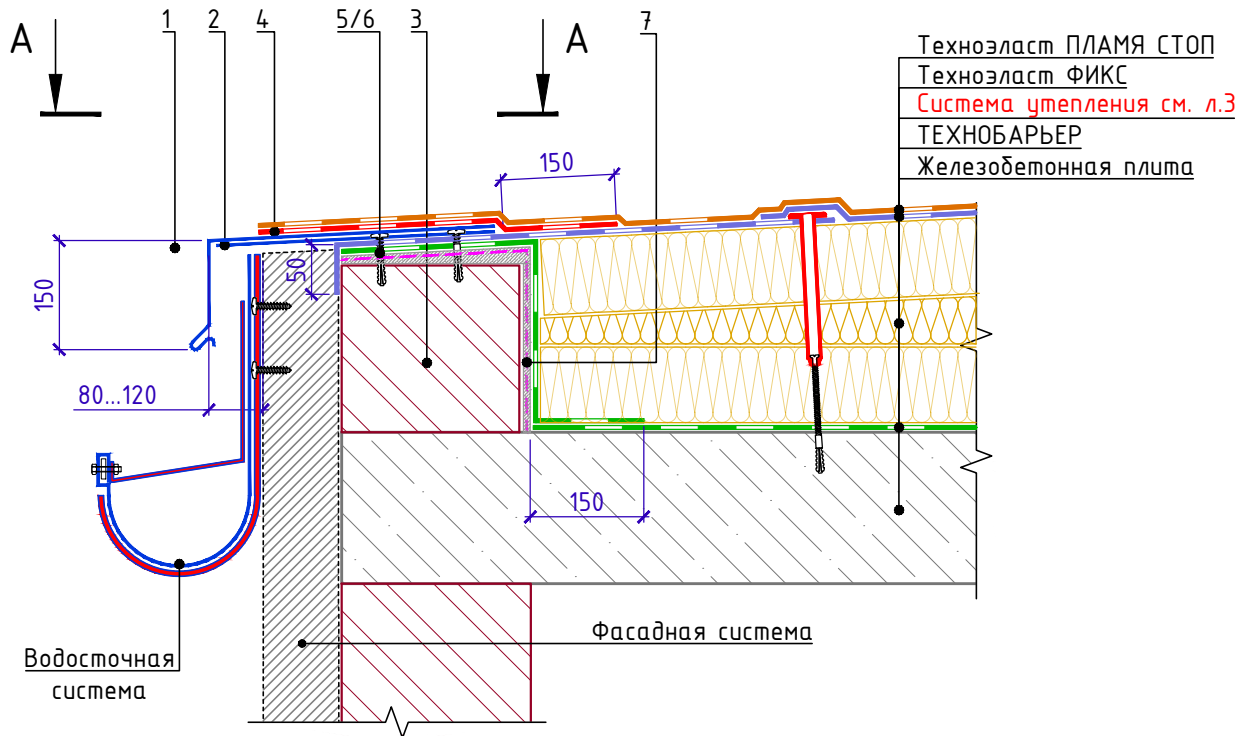 А
1
2
4
5/6
3
А
7
Техноэласт ПЛАМЯ СТОП
Техноэласт ФИКС
Система утепления см. л.3
ТЕХНОБАРЬЕР
Железобетонная плита
150
150
50
80...120
150
Фасадная система
Водосточная
система